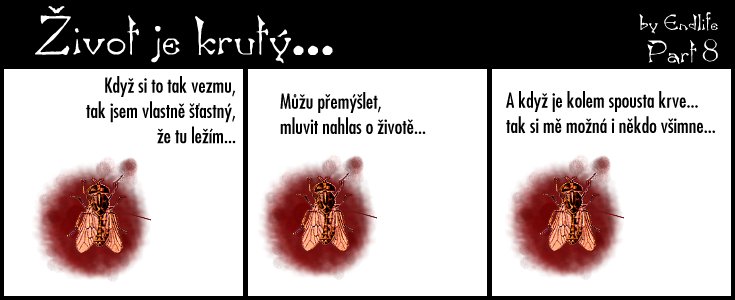 Život je krutý...
by Endlife
Part 8
Když si to tak vezmu,
tak jsem vlastně šťastný,
že tu ležím...
Můžu přemýšlet,
mluvit nahlas o životě...
A když je kolem spousta krve...
tak si mě možná i někdo všimne...